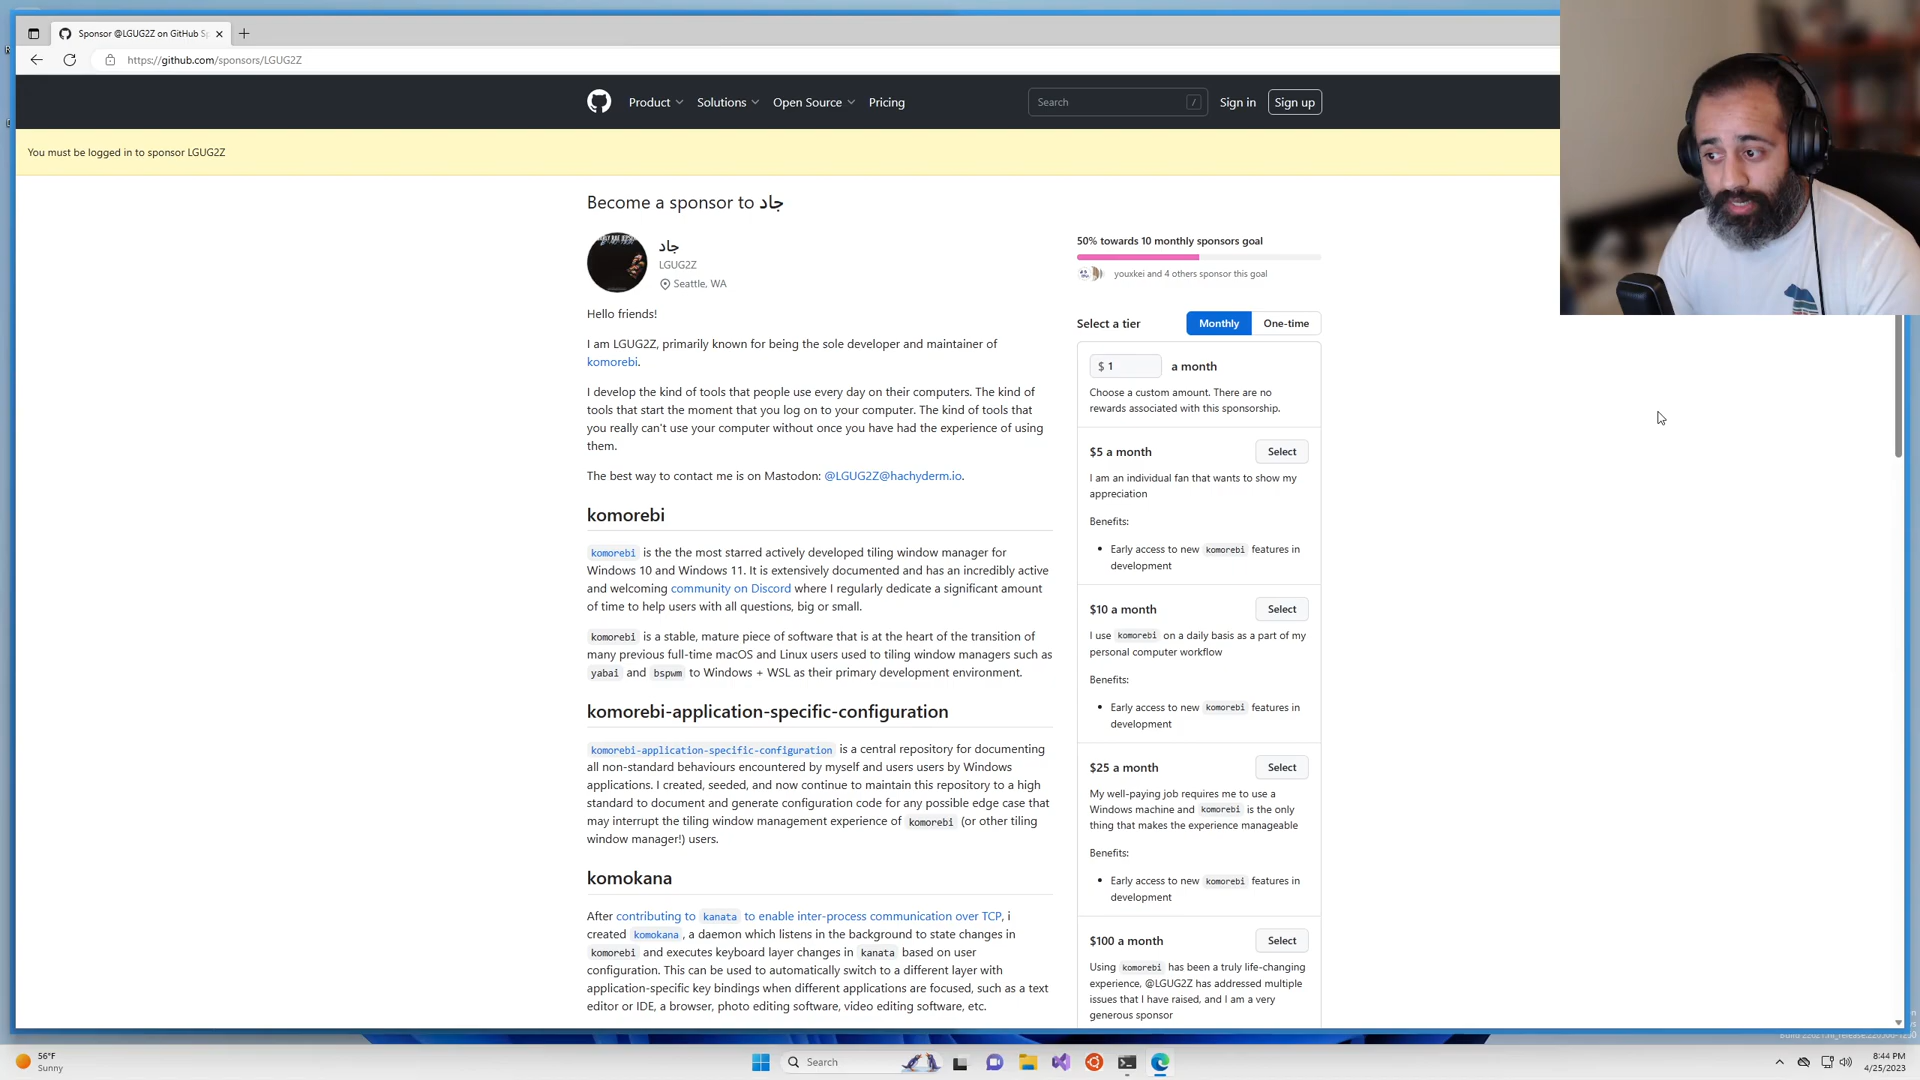 Sponsor @LGUG2Z on GitHub Sp
https://github.com/sponsors/LGUG2Z
Product
Solutions
Open Source
Pricing
Search
/
Sign in
Sign up
You must be logged in to sponsor LGUG2Z
Become a sponsor to جاد
جاد
LGUG2Z
Seattle, WA
Hello friends!
I am LGUG2Z, primarily known for being the sole developer and maintainer of
komorebi.
I develop the kind of tools that people use every day on their computers. The kind of
tools that start the moment that you log on to your computer. The kind of tools that
you really can't use your computer without once you have had the experience of using
them.
The best way to contact me is on Mastodon: @LGUG2Z@hachyderm.io.
komorebi
komorebi is the the most starred actively developed tiling window manager for
Windows 10 and Windows 11. It is extensively documented and has an incredibly active
and welcoming community on Discord where I regularly dedicate a significant amount
of time to help users with all questions, big or small.
komorebi is a stable, mature piece of software that is at the heart of the transition of
many previous full-time macOS and Linux users used to tiling window managers such as
yabai and bspwm to Windows + WSL as their primary development environment.
komorebi-application-specific-configuration
komorebi-application-specific-configuration is a central repository for documenting
all non-standard behaviours encountered by myself and users users by Windows
applications. I created, seeded, and now continue to maintain this repository to a high
standard to document and generate configuration code for any possible edge case that
may interrupt the tiling window management experience of komorebi (or other tiling
window manager!) users.
komokana
After contributing to kanata to enable inter-process communication over TCP, i
created komokana, a daemon which listens in the background to state changes in
komorebi and executes keyboard layer changes in kanata based on user
configuration. This can be used to automatically switch to a different layer with
application-specific key bindings when different applications are focused, such as a text
editor or IDE, a browser, photo editing software, video editing software, etc.
50% towards 10 monthly sponsors goal
youxkei and 4 others sponsor this goal
Select a tier
Monthly
One-time
$ 1
a month
Choose a custom amount. There are no
rewards associated with this sponsorship.
$5 a month
Select
I am an individual fan that wants to show my
appreciation
Benefits:
Early access to new komorebi features in
development
$10 a month
Select
I use komorebi on a daily basis as a part of my
personal computer workflow
Benefits:
Early access to new komorebi features in
development
$25 a month
Select
My well-paying job requires me to use a
Windows machine and komorebi is the only
thing that makes the experience manageable
Benefits:
Early access to new komorebi features in
development
$100 a month
Select
Using komorebi has been a truly life-changing
experience, @LGUG2Z has addressed multiple
issues that I have raised, and I am a very
generous sponsor
56°F
Sunny
Search
8:44 PM
4/25/2023